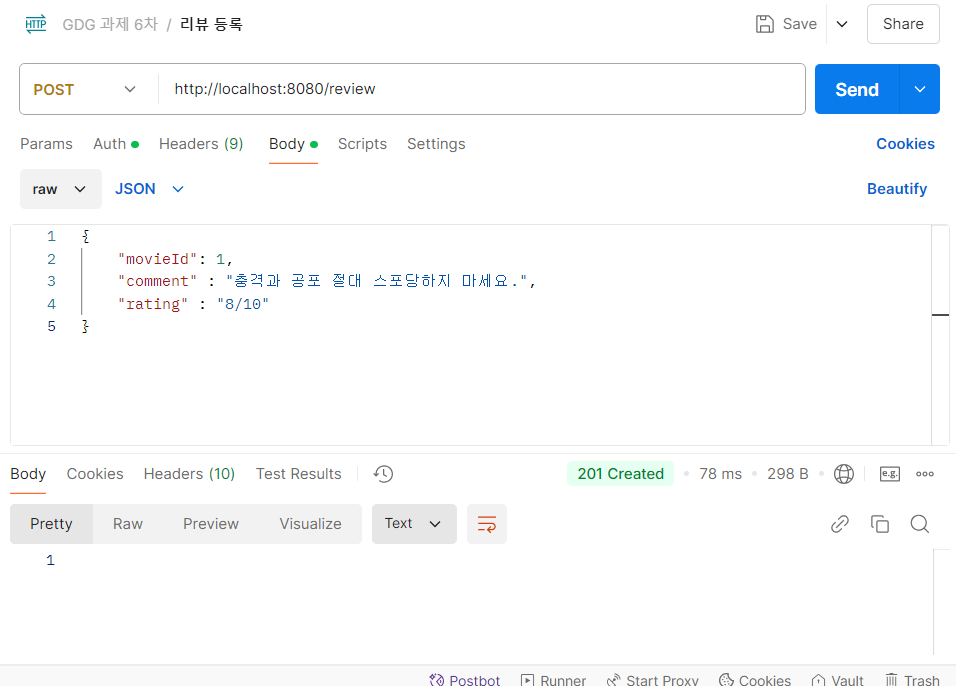 HTTP GDG 과제 6차 / 리뷰 등록 Save Share
POST http://localhost:8080/review Send
Params Auth Headers (9) Body Scripts Settings Cookies
raw JSON Beautify
1 {
2 "movieId": 1,
3 "comment" : "충격과 공포 절대 스포당하지 마세요.",
4 "rating" : "8/10"
5 }
Body Cookies Headers (10) Test Results 201 Created 78 ms 298 B e.g.
Pretty Raw Preview Visualize Text
1
Postbot Runner Start Proxy Cookies Vault Trash